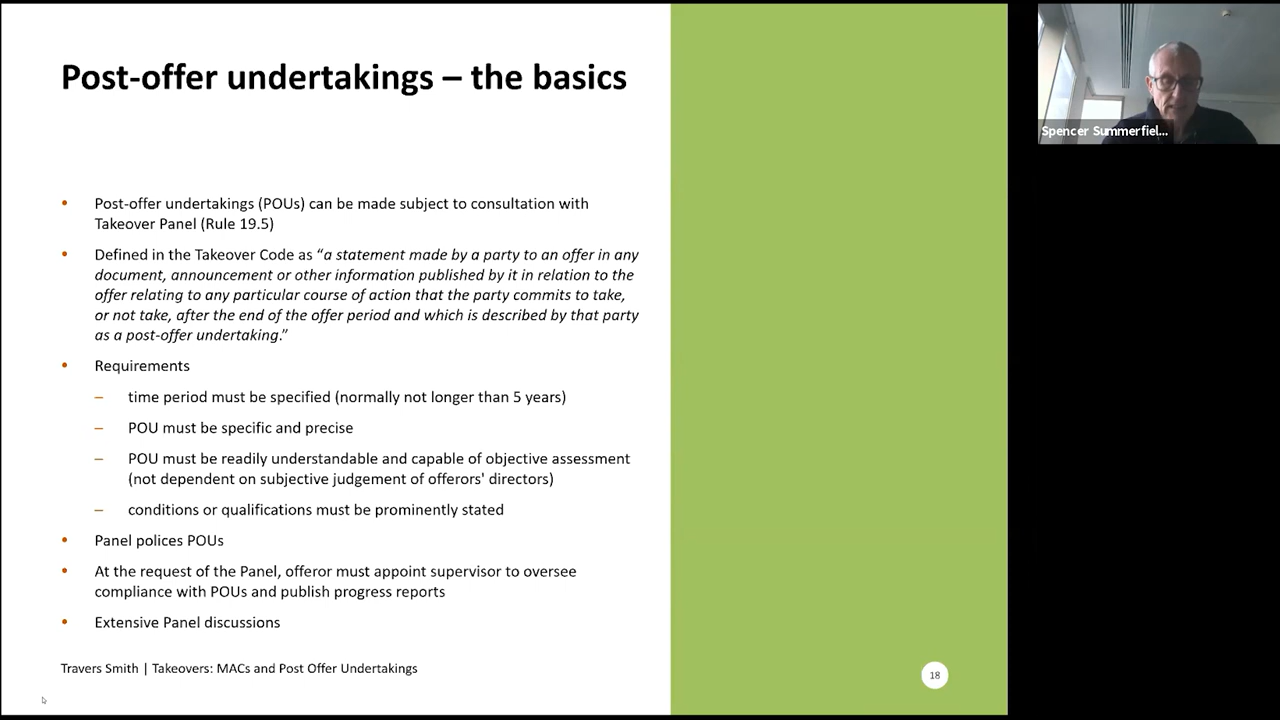 Post-offer undertakings – the basics
• Post-offer undertakings (POUs) can be made subject to consultation with
Takeover Panel (Rule 19.5)
• Defined in the Takeover Code as “a statement made by a party to an offer in any
document, announcement or other information published by it in relation to the
offer relating to any particular course of action that the party commits to take,
or not take, after the end of the offer period and which is described by that party
as a post-offer undertaking.”
• Requirements
– time period must be specified (normally not longer than 5 years)
– POU must be specific and precise
– POU must be readily understandable and capable of objective assessment
(not dependent on subjective judgement of offerors' directors)
– conditions or qualifications must be prominently stated
• Panel polices POUs
• At the request of the Panel, offeror must appoint supervisor to oversee
compliance with POUs and publish progress reports
• Extensive Panel discussions
Travers Smith | Takeovers: MACs and Post Offer Undertakings
18
Spencer Summerfiel...